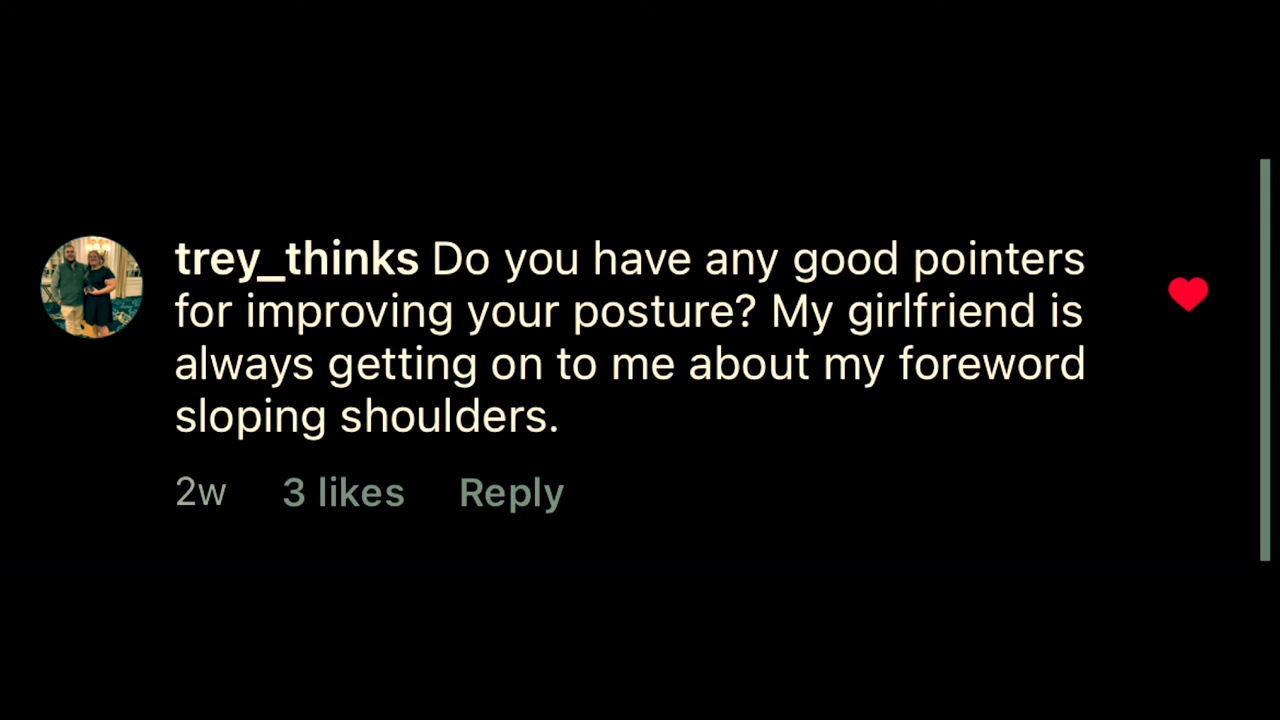 trey_thinks Do you have any good pointers
for improving your posture? My girlfriend is
always getting on to me about my foreword
sloping shoulders.
2w 3 likes Reply